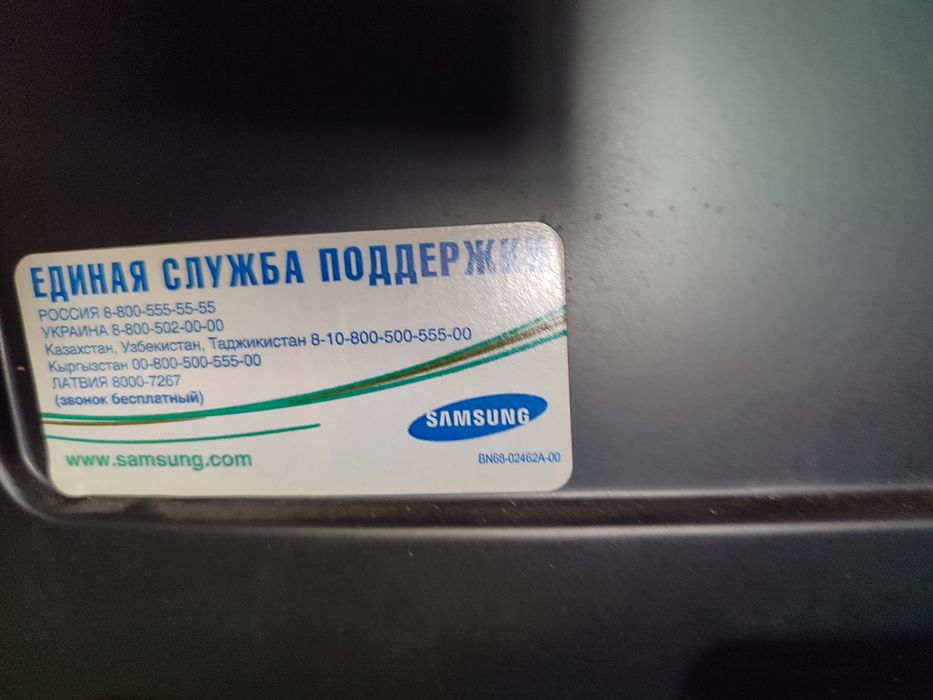 ЕДИНАЯ СЛУЖБА ПОДДЕРЖКИ
РОССИЯ 8-800-555-55-55
УКРАИНА 8-800-502-00-00
Казахстан, Узбекистан, Таджикистан 8-10-800-500-555-00
Кыргызстан 00-800-500-555-00
ЛАТВИЯ 8000-7267
(звонок бесплатный)
SAMSUNG
www.samsung.com
BN68-02462A-00